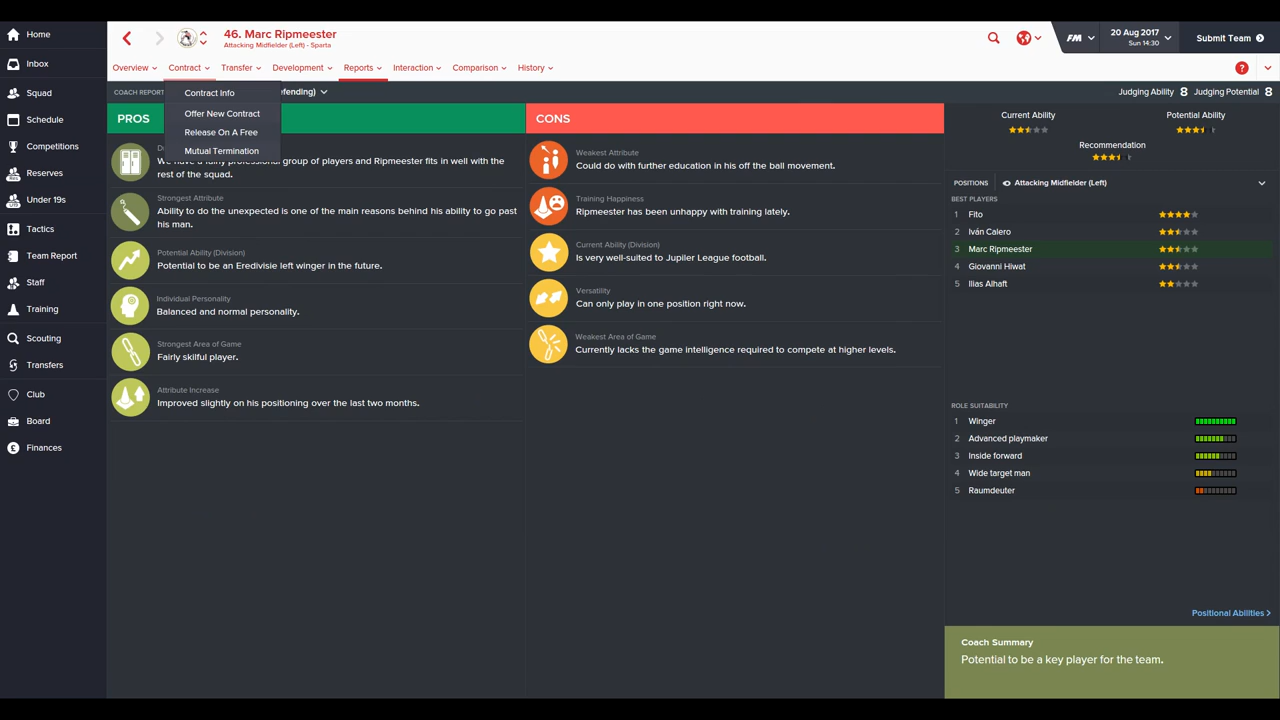 Home
Inbox
Squad
Schedule
Competitions
Reserves
Under 19s
Tactics
Team Report
Staff
Training
Scouting
Transfers
Club
Board
Finances
46. Marc Ripmeester
Attacking Midfielder (Left) - Sparta
FM
20 Aug 2017
Sun 14:30
Submit Team
Overview
Contract
Transfer
Development
Reports
Interaction
Comparison
History
?
COACH REPORT
efending)
Judging Ability 8 Judging Potential 8
Contract Info
Offer New Contract
Release On A Free
Mutual Termination
PROS
We have a fairly professional group of players and Ripmeester fits in well with the
rest of the squad.
Strongest Attribute
Ability to do the unexpected is one of the main reasons behind his ability to go past
his man.
Potential Ability (Division)
Potential to be an Eredivisie left winger in the future.
Individual Personality
Balanced and normal personality.
Strongest Area of Game
Fairly skilful player.
Attribute Increase
Improved slightly on his positioning over the last two months.
CONS
Weakest Attribute
Could do with further education in his off the ball movement.
Training Happiness
Ripmeester has been unhappy with training lately.
Current Ability (Division)
Is very well-suited to Jupiler League football.
Versatility
Can only play in one position right now.
Weakest Area of Game
Currently lacks the game intelligence required to compete at higher levels.
Current Ability
Potential Ability
Recommendation
POSITIONS
Attacking Midfielder (Left)
BEST PLAYERS
1 Fito
2 Iván Calero
3 Marc Ripmeester
4 Giovanni Hiwat
5 Ilias Alhaft
ROLE SUITABILITY
1 Winger
2 Advanced playmaker
3 Inside forward
4 Wide target man
5 Raumdeuter
Positional Abilities >
Coach Summary
Potential to be a key player for the team.